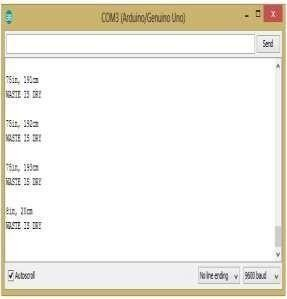 COM3 (Arduino/Genuino Uno)
Send
75in, 191cm
WASTE IS DRY
75in, 192cm
WASTE IS DRY
75in, 193cm
WASTE IS DRY
8in, 20cm
WASTE IS DRY
Autoscroll
No line ending
9600 baud